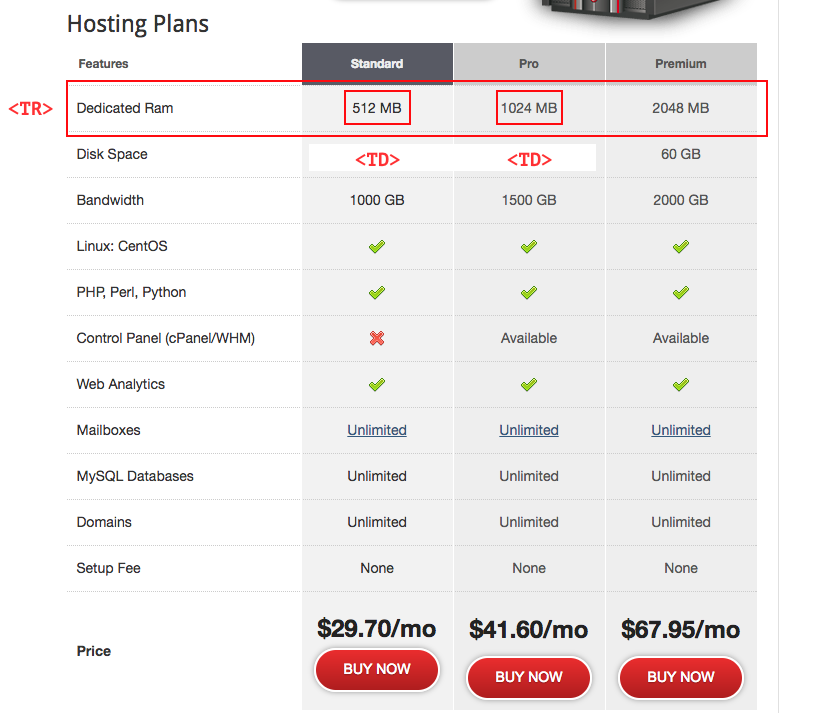 Hosting Plans
Features Standard Pro Premium
<TR> Dedicated Ram 512 MB 1024 MB 2048 MB
Disk Space <TD> <TD> 60 GB
Bandwidth 1000 GB 1500 GB 2000 GB
Linux: CentOS
PHP, Perl, Python
Control Panel (cPanel/WHM) Available Available
Web Analytics
Mailboxes Unlimited Unlimited Unlimited
MySQL Databases Unlimited Unlimited Unlimited
Domains Unlimited Unlimited Unlimited
Setup Fee None None None
Price $29.70/mo $41.60/mo $67.95/mo
BUY NOW BUY NOW BUY NOW